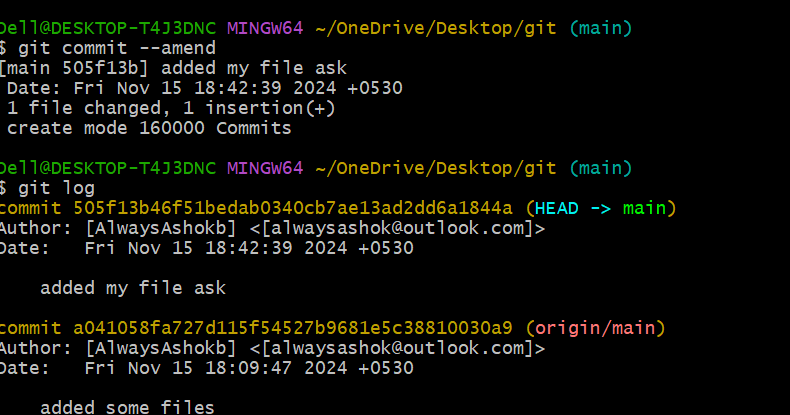 Dell@DESKTOP-T4J3DNC MINGW64 ~/OneDrive/Desktop/git (main)
$ git commit --amend
[main 505f13b] added my file ask
Date: Fri Nov 15 18:42:39 2024 +0530
1 file changed, 1 insertion(+)
create mode 160000 Commits
Dell@DESKTOP-T4J3DNC MINGW64 ~/OneDrive/Desktop/git (main)
$ git log
commit 505f13b46f51bedab0340cb7ae13ad2dd6a1844a (HEAD -> main)
Author: [AlwaysAshokb] <[alwaysashok@outlook.com]>
Date:   Fri Nov 15 18:42:39 2024 +0530
added my file ask
commit a041058fa727d115f54527b9681e5c38810030a9 (origin/main)
Author: [AlwaysAshokb] <[alwaysashok@outlook.com]>
Date:   Fri Nov 15 18:09:47 2024 +0530
added some files